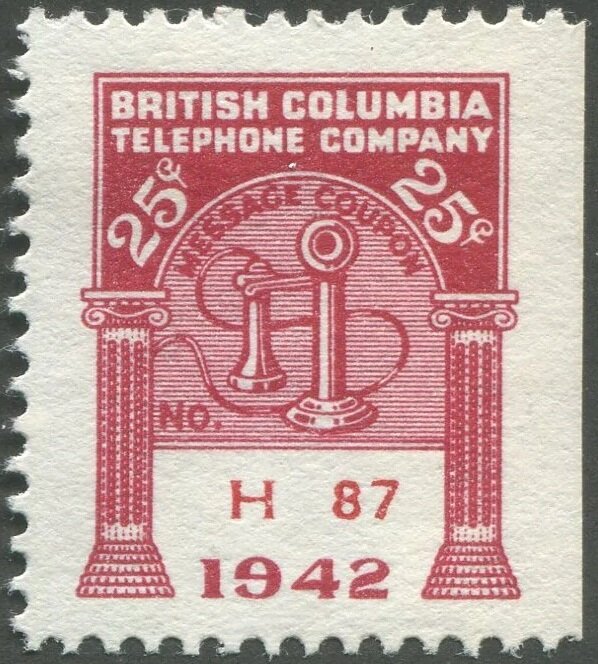 BRITISH COLUMBIA
TELEPHONE COMPANY
25¢ 25¢
MESSAGE COUPON
NO.
H 87
1942